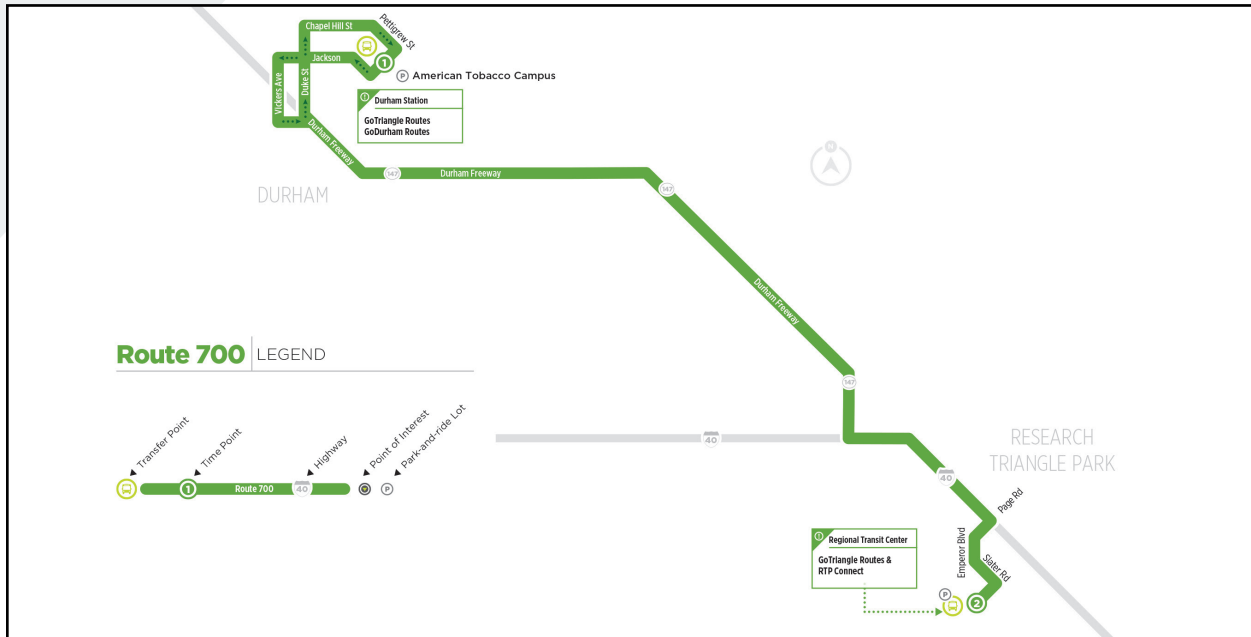 Chapel Hill St
Pettigrew St
Jackson
1
P American Tobacco Campus
Vickers Ave
Duke St
Durham Station
GoTriangle Routes
GoDurham Routes
Durham Freeway
147
Durham Freeway
147
N
DURHAM
Durham Freeway
147
Route 700 LEGEND
Transfer Point
Time Point
Highway
Point of Interest
Park-and-ride Lot
1
Route 700
40
P
40
RESEARCH
TRIANGLE PARK
40
Page Rd
Emperor Blvd
Slater Rd
Regional Transit Center
GoTriangle Routes &
RTP Connect
P
2